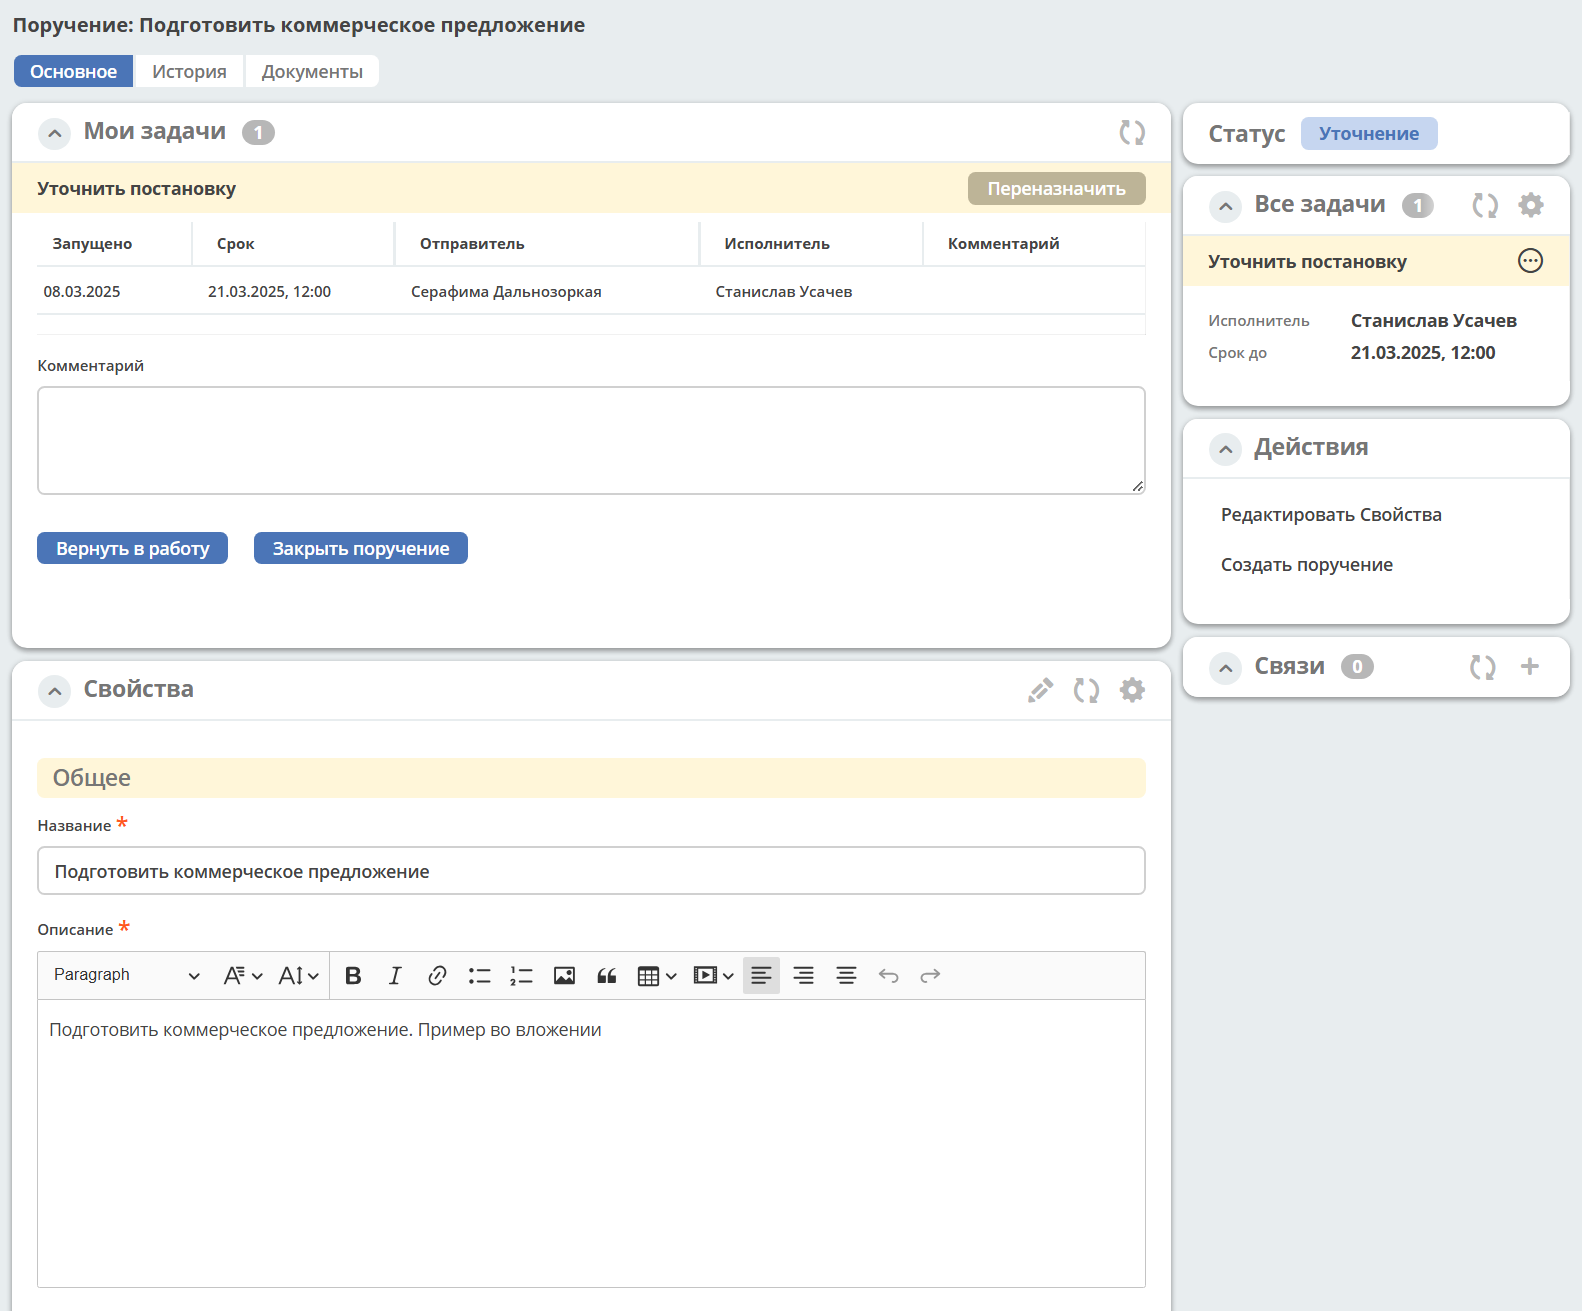 Поручение: Подготовить коммерческое предложение
Основное История Документы
Мои задачи 1
Уточнить постановку Переназначить
Запущено Срок Отправитель Исполнитель Комментарий
08.03.2025 21.03.2025, 12:00 Серафима Дальнозоркая Станислав Усачев
Комментарий
Вернуть в работу Закрыть поручение
Свойства
Общее
Название *
Подготовить коммерческое предложение
Описание *
Paragraph
Подготовить коммерческое предложение. Пример во вложении
Статус Уточнение
Все задачи 1
Уточнить постановку
Исполнитель Станислав Усачев
Срок до 21.03.2025, 12:00
Действия
Редактировать Свойства
Создать поручение
Связи 0